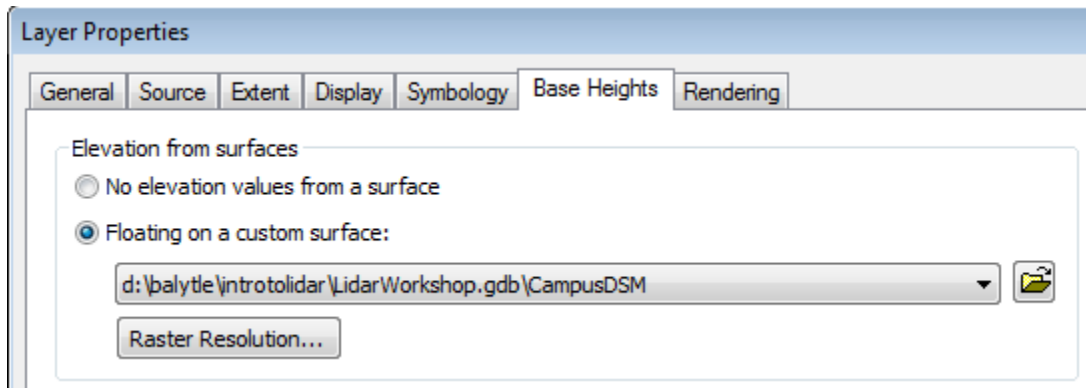 Layer Properties
General Source Extent Display Symbology Base Heights Rendering
Elevation from surfaces
No elevation values from a surface
Floating on a custom surface:
d:\balytle\introtolidar\LidarWorkshop.gdb\CampusDSM
Raster Resolution...